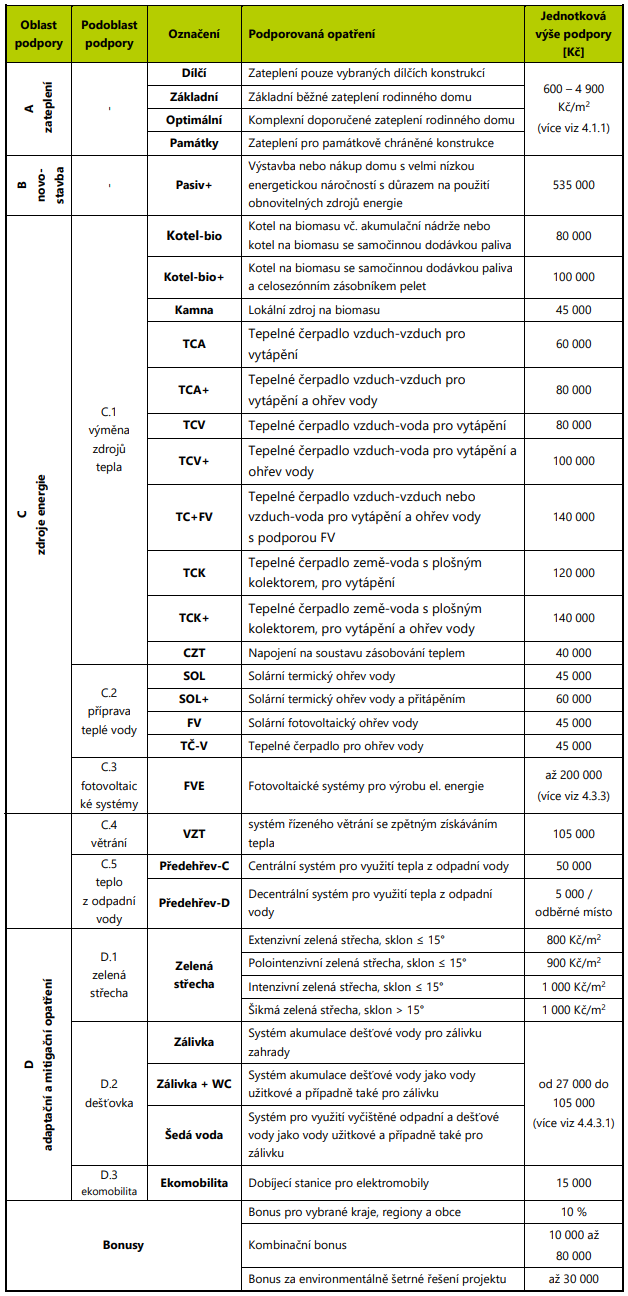 Oblast podpory
Podoblast podpory
Označení
Podporovaná opatření
Jednotková výše podpory [Kč]
A
zateplení
,
Dílčí
Zateplení pouze vybraných dílčích konstrukcí
Základní
Základní běžné zateplení rodinného domu
Optimální
Komplexní doporučené zateplení rodinného domu
Památky
Zateplení pro památkově chráněné konstrukce
600 – 4 900
Kč/m²
(více viz 4.1.1)
B
novo-
stavba
,
Pasiv+
Výstavba nebo nákup domu s velmi nízkou
energetickou náročností s důrazem na použití
obnovitelných zdrojů energie
535 000
C
zdroje energie
C.1
výměna
zdrojů
tepla
Kotel-bio
Kotel na biomasu vč. akumulační nádrže nebo
kotel na biomasu se samočinnou dodávkou paliva
80 000
Kotel-bio+
Kotel na biomasu se samočinnou dodávkou paliva
a celosezónním zásobníkem pelet
100 000
Kamna
Lokální zdroj na biomasu
45 000
TCA
Tepelné čerpadlo vzduch-vzduch pro
vytápění
60 000
TCA+
Tepelné čerpadlo vzduch-vzduch pro
vytápění a ohřev vody
80 000
TCV
Tepelné čerpadlo vzduch-voda pro vytápění
80 000
TCV+
Tepelné čerpadlo vzduch-voda pro vytápění a
ohřev vody
100 000
TC+FV
Tepelné čerpadlo vzduch-vzduch nebo
vzduch-voda pro vytápění a ohřev vody
s podporou FV
140 000
TCK
Tepelné čerpadlo země-voda s plošným
kolektorem, pro vytápění
120 000
TCK+
Tepelné čerpadlo země-voda s plošným
kolektorem, pro vytápění a ohřev vody
140 000
CZT
Napojení na soustavu zásobování teplem
40 000
C.2
příprava
teplé vody
SOL
Solární termický ohřev vody
45 000
SOL+
Solární termický ohřev vody a přitápěním
60 000
FV
Solární fotovoltaický ohřev vody
45 000
TČ-V
Tepelné čerpadlo pro ohřev vody
45 000
C.3
fotovoltaic
ké systémy
FVE
Fotovoltaické systémy pro výrobu el. energie
až 200 000
(více viz 4.3.3)
C.4
větrání
VZT
systém řízeného větrání se zpětným získáváním
tepla
105 000
C.5
teplo
z odpadní
vody
Předehřev-C
Centrální systém pro využití tepla z odpadní vody
50 000
Předehřev-D
Decentrální systém pro využití tepla z odpadní
vody
5 000 /
odběrné místo
D
adaptační a mitigační opatření
D.1
zelená
střecha
Zelená
střecha
Extenzivní zelená střecha, sklon ≤ 15°
800 Kč/m²
Polointenzivní zelená střecha, sklon ≤ 15°
900 Kč/m²
Intenzivní zelená střecha, sklon ≤ 15°
1 000 Kč/m²
Šikmá zelená střecha, sklon > 15°
1 000 Kč/m²
D.2
dešťovka
Zálivka
Systém akumulace dešťové vody pro zálivku
zahrady
Zálivka + WC
Systém akumulace dešťové vody jako vody
užitkové a případně také pro zálivku
Šedá voda
Systém pro využití vyčištěné odpadní a dešťové
vody jako vody užitkové a případně také pro
zálivku
od 27 000 do
105 000
(více viz 4.4.3.1)
D.3
ekomobilita
Ekomobilita
Dobíjecí stanice pro elektromobily
15 000
Bonusy
Bonus pro vybrané kraje, regiony a obce
10 %
Kombinační bonus
10 000 až
80 000
Bonus za environmentálně šetrné řešení projektu
až 30 000